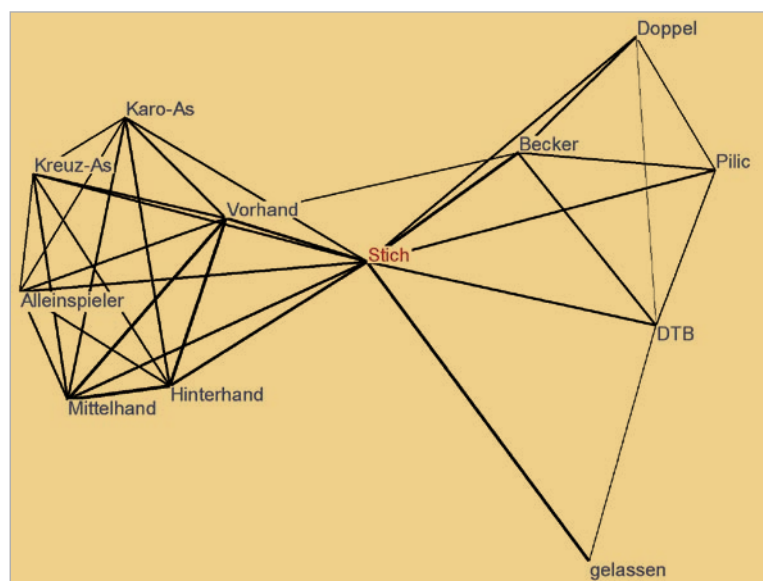 Doppel
Karo-As
Becker
Kreuz-As
Pilic
Vorhand
Stich
Alleinspieler
DTB
Hinterhand
Mittelhand
gelassen